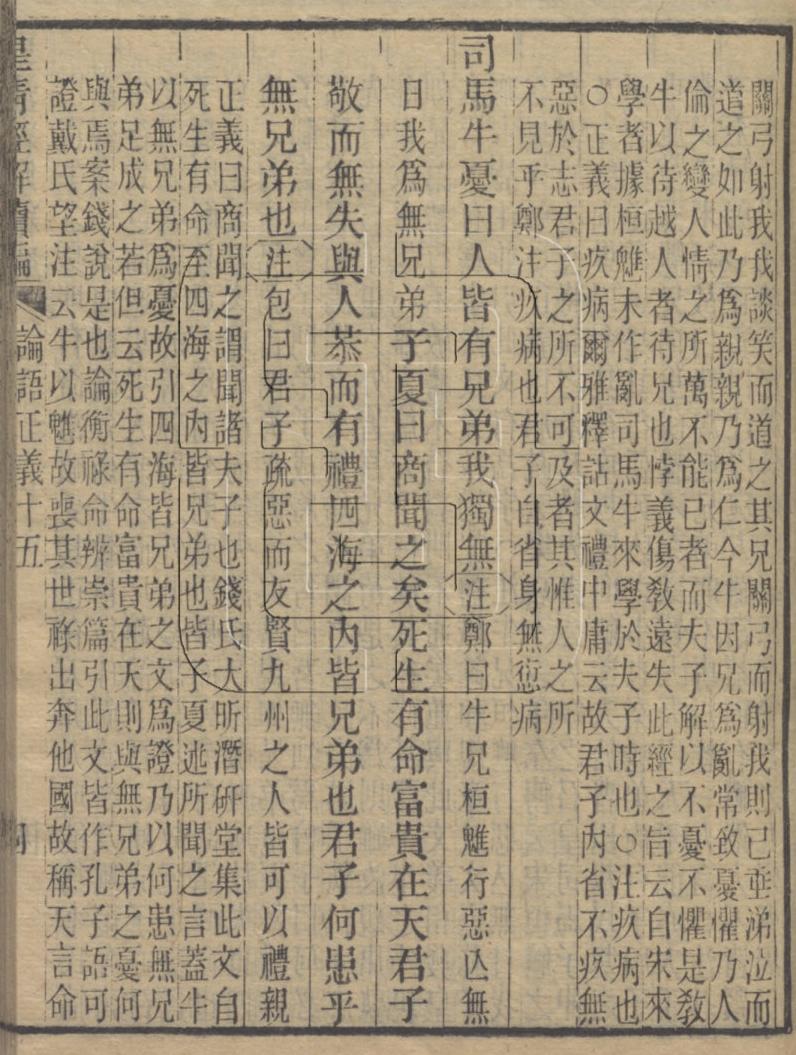 關弓射我我談笑而道之其兄關弓而射我則己垂涕泣而
道之如此乃爲親親乃爲仁今牛因兄爲亂常致憂懼乃人
倫之變人情之所萬不能已者而夫子解以不憂不懼是敎
牛以待越人者待兄也悖義傷敎遠失此經之旨云自宋來
學者據桓魋未作亂司馬牛來學於夫子時也○注疚病也
○正義曰疚病爾雅釋詁文禮中庸云故君子內省不疚無
惡於志君子之所不可及者其惟人之所
不見乎鄭注疚病也君子自省身無愆病
司馬牛憂曰人皆有兄弟我獨無注鄭曰牛兄桓魋行惡亾無
日我爲無兄弟子夏曰商聞之矣死生有命富貴在天君子
敬而無失與人恭而有禮四海之內皆兄弟也君子何患乎
無兄弟也注包曰君子疏惡而友賢九州之人皆可以禮親
正義曰商聞之謂聞諸夫子也錢氏大昕潛硏堂集此文自
死生有命至四海之內皆兄弟也皆子夏述所聞之言蓋牛
以無兄弟爲憂故引四海皆兄弟之文爲證乃以何患無兄
弟足成之若但云死生有命富貴在天則與無兄弟之憂何
與焉案錢說是也論衡祿命辨祟篇引此文皆作孔子語可
證戴氏望注云牛以魋故喪其世祿出奔他國故稱天言命
皇淸經解續編
論語正義十五
四